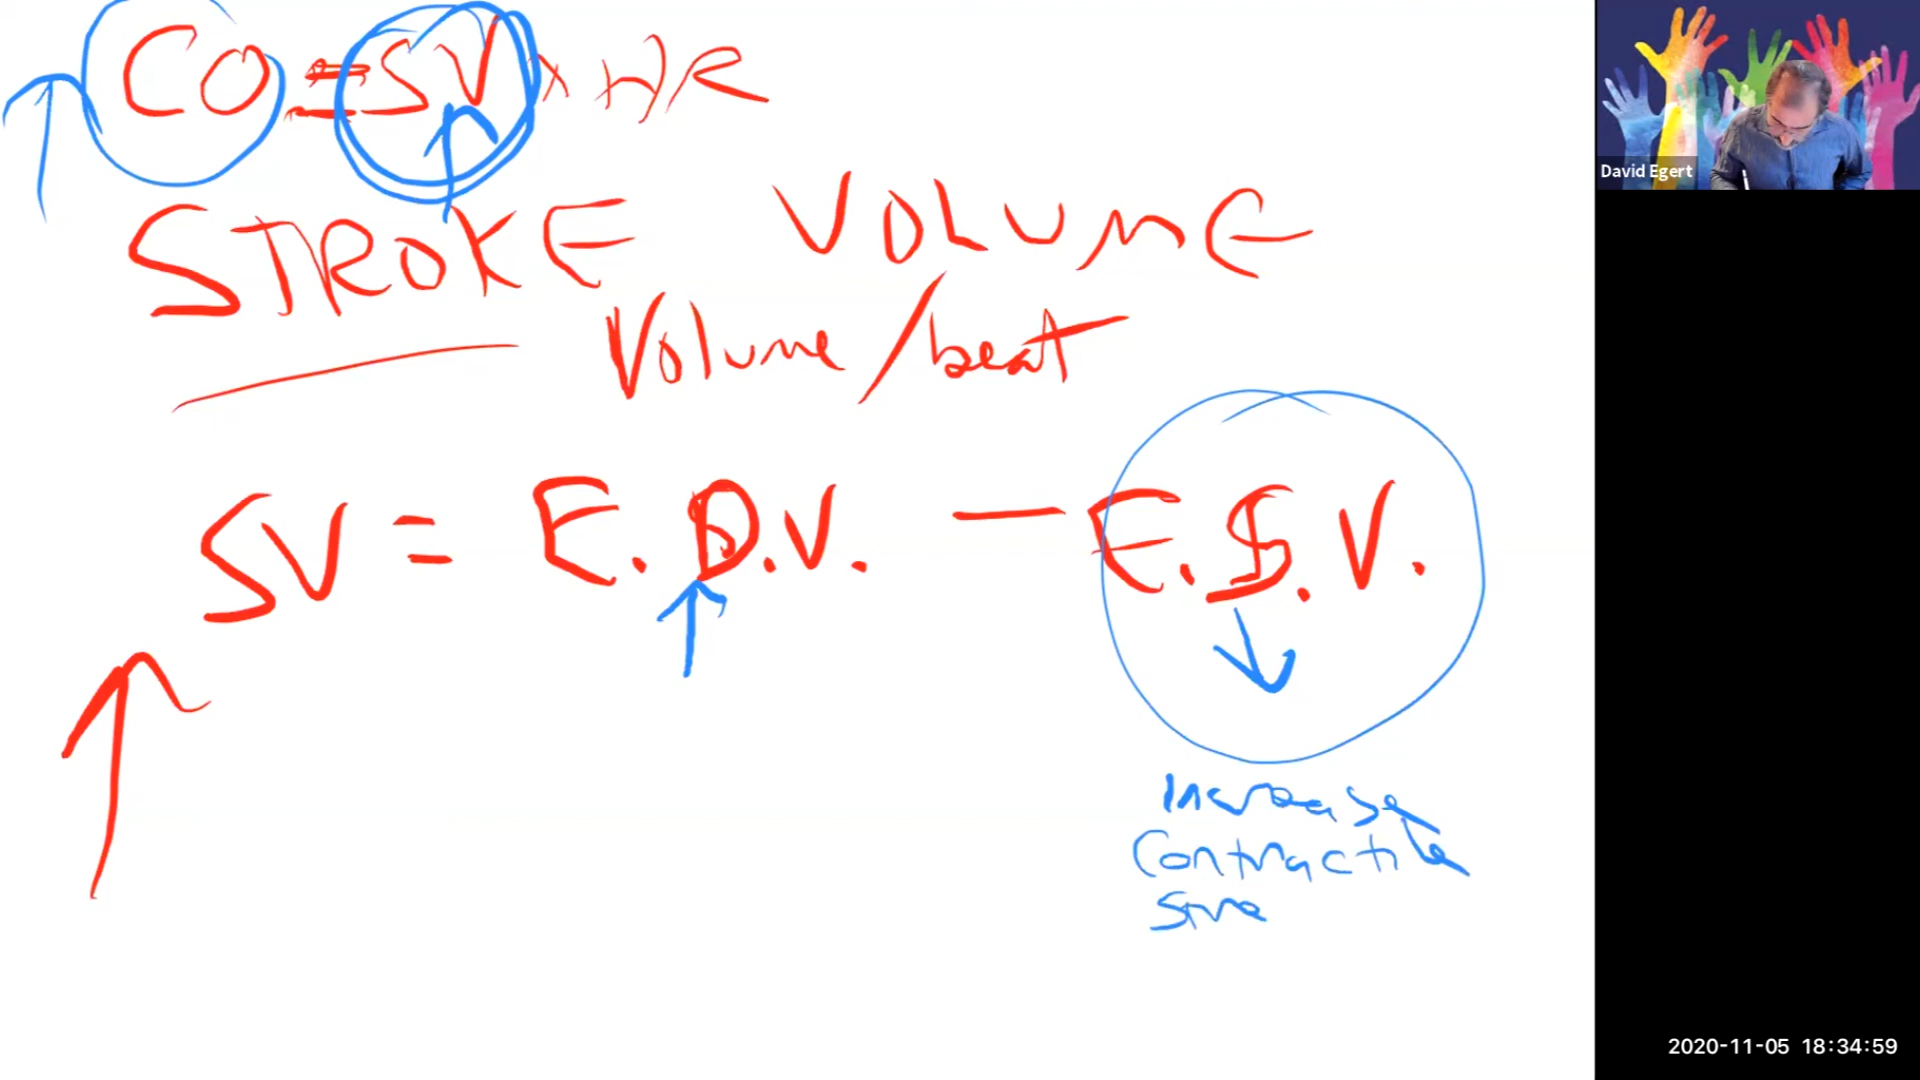 CO = SV x HR
STROKE VOLUME
Volume/beat
SV = E.D.V. — E.S.V.
Increase
Contractile
David Egert
2020-11-05 18:34:59